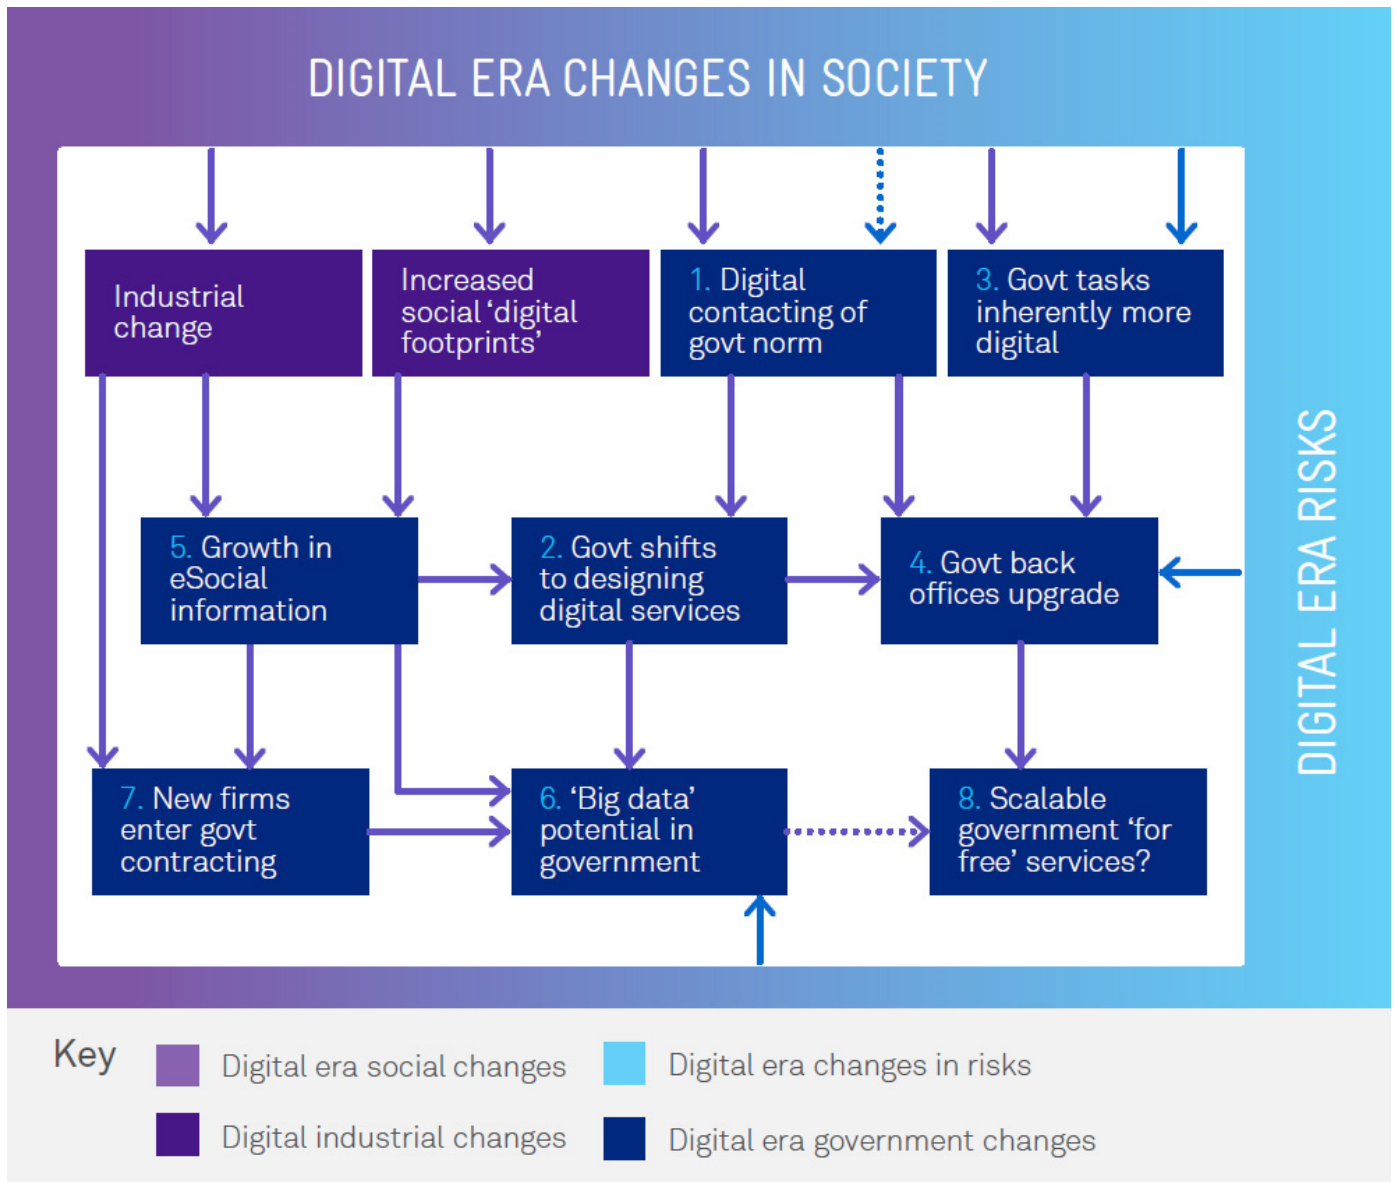 DIGITAL ERA CHANGES IN SOCIETY
Industrial
change
Increased
social ‘digital
footprints’
1. Digital
contacting of
govt norm
3. Govt tasks
inherently more
digital
5. Growth in
eSocial
information
2. Govt shifts
to designing
digital services
4. Govt back
offices upgrade
7. New firms
enter govt
contracting
6. ‘Big data’
potential in
government
8. Scalable
government ‘for
free’ services?
DIGITAL ERA RISKS
Key
Digital era social changes
Digital era changes in risks
Digital industrial changes
Digital era government changes